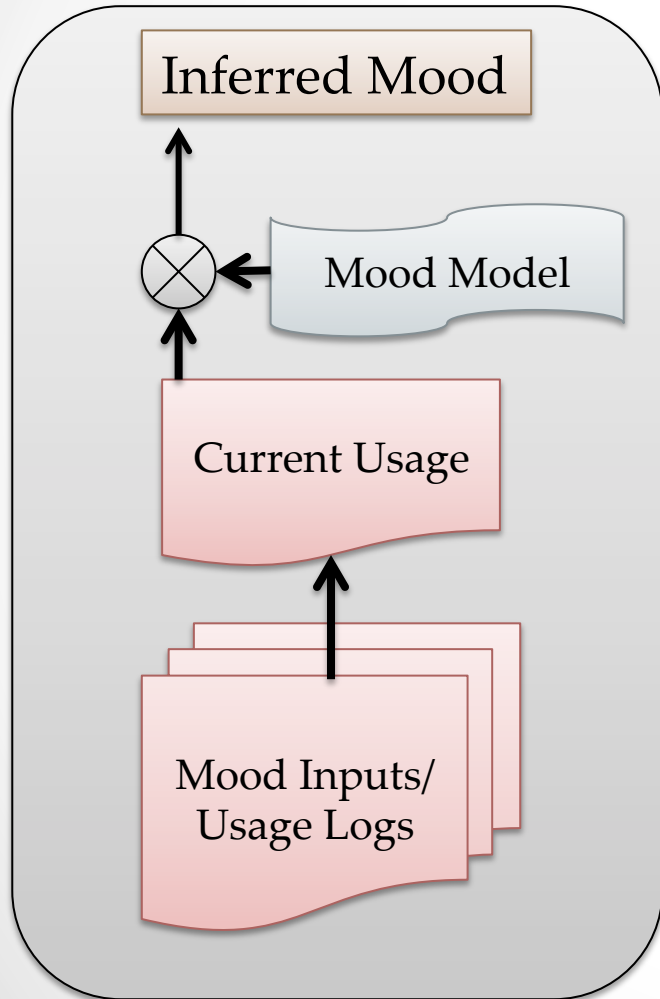 Inferred Mood
Mood Model
Current Usage
Mood Inputs/
Usage Logs